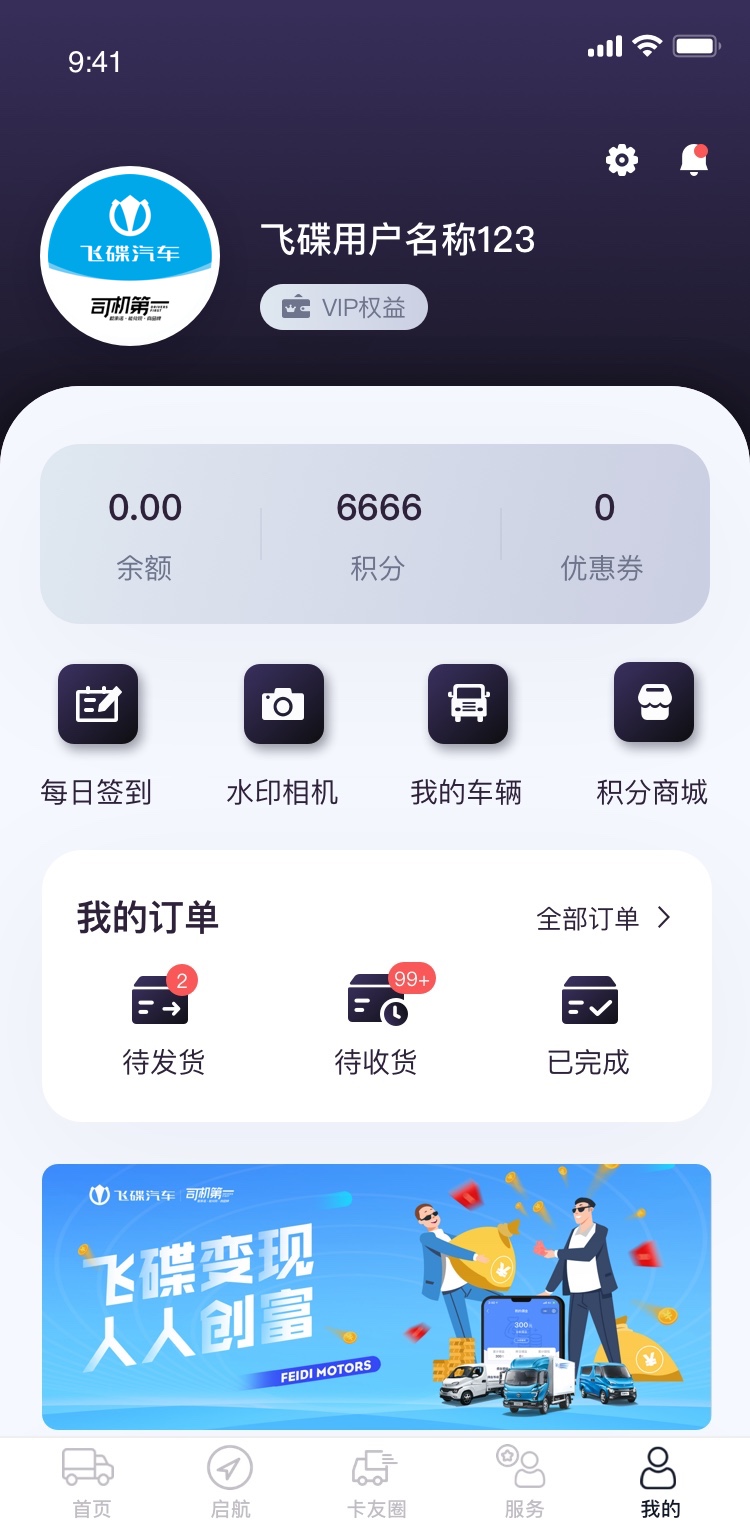 9:41
飞碟汽车
司机第一
飞碟用户名称123
VIP权益
0.00
6666
0
余额
积分
优惠券
每日签到
水印相机
我的车辆
积分商城
我的订单
全部订单
2
99+
待发货
待收货
已完成
飞碟汽车
司机第一
飞碟变现
人人创富
FEIDI MOTORS
300
首页
启航
卡友圈
服务
我的